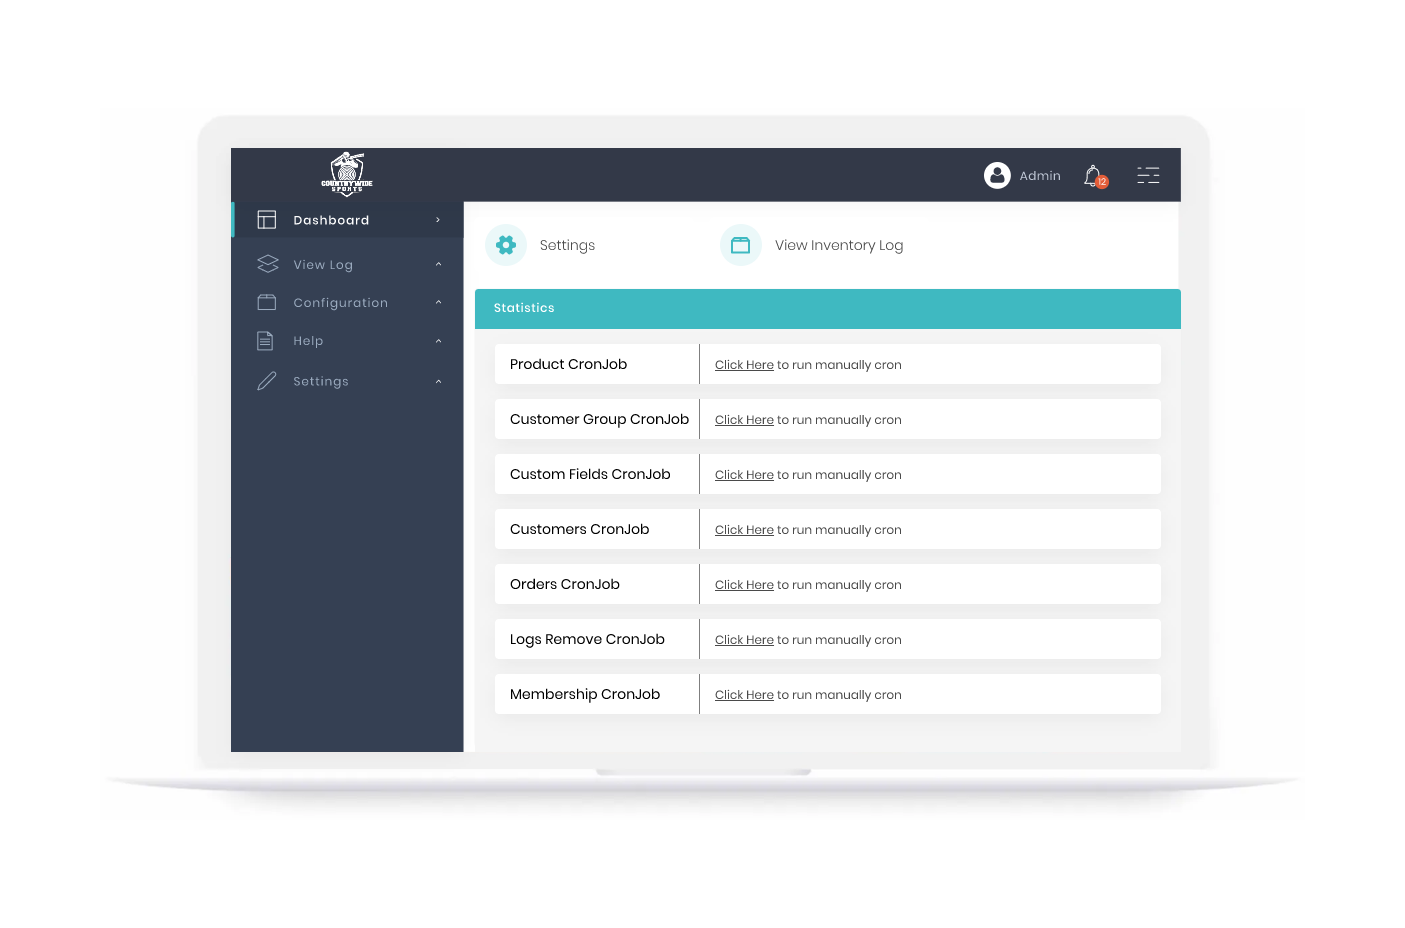 COUNTRYWIDE
SPORTS
Admin
12
Dashboard
View Log
Configuration
Help
Settings
Settings
View Inventory Log
Statistics
Product CronJob
Click Here to run manually cron
Customer Group CronJob
Click Here to run manually cron
Custom Fields CronJob
Click Here to run manually cron
Customers CronJob
Click Here to run manually cron
Orders CronJob
Click Here to run manually cron
Logs Remove CronJob
Click Here to run manually cron
Membership CronJob
Click Here to run manually cron